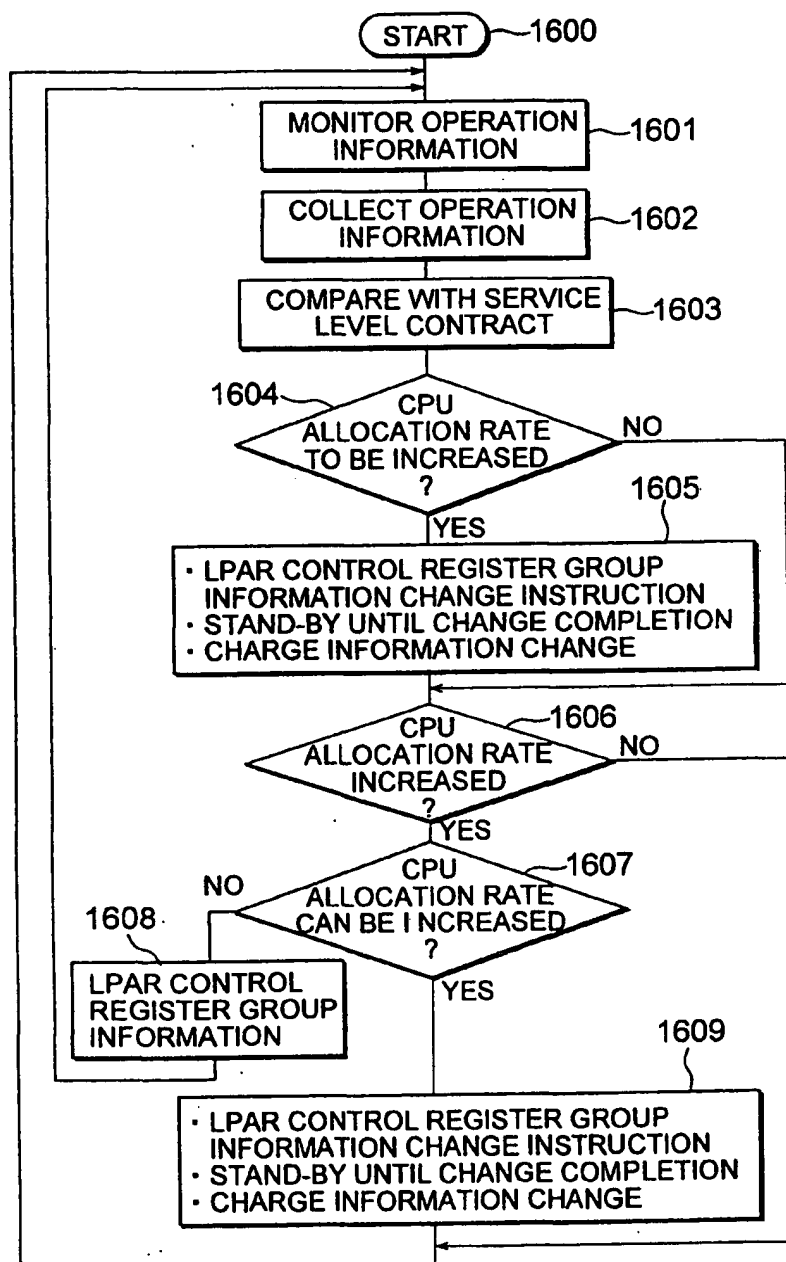 START
1600
MONITOR OPERATION
INFORMATION
1601
COLLECT OPERATION
INFORMATION
1602
COMPARE WITH SERVICE
LEVEL CONTRACT
1603
1604
CPU
ALLOCATION RATE
TO BE INCREASED
?
NO
YES
1605
· LPAR CONTROL REGISTER GROUP
INFORMATION CHANGE INSTRUCTION
· STAND-BY UNTIL CHANGE COMPLETION
· CHARGE INFORMATION CHANGE
1606
CPU
ALLOCATION RATE
INCREASED
?
NO
YES
1607
CPU
ALLOCATION RATE
CAN BE I INCREASED
?
NO
YES
1608
LPAR CONTROL
REGISTER GROUP
INFORMATION
1609
· LPAR CONTROL REGISTER GROUP
INFORMATION CHANGE INSTRUCTION
· STAND-BY UNTIL CHANGE COMPLETION
· CHARGE INFORMATION CHANGE